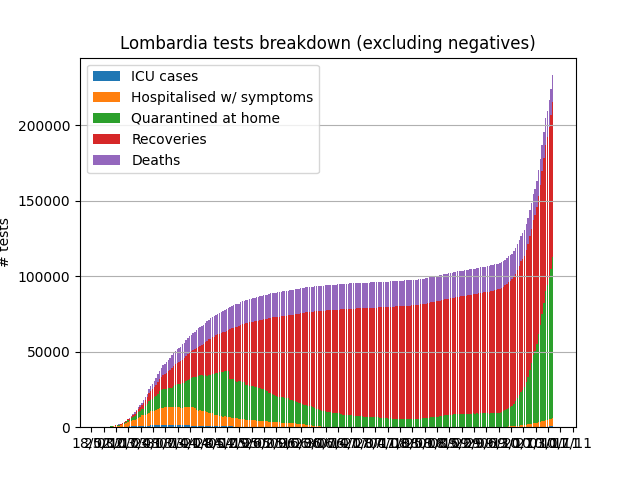 Lombardia tests breakdown (excluding negatives)
ICU cases
Hospitalised w/ symptoms
Quarantined at home
Recoveries
Deaths
# tests
200000
150000
100000
50000
0